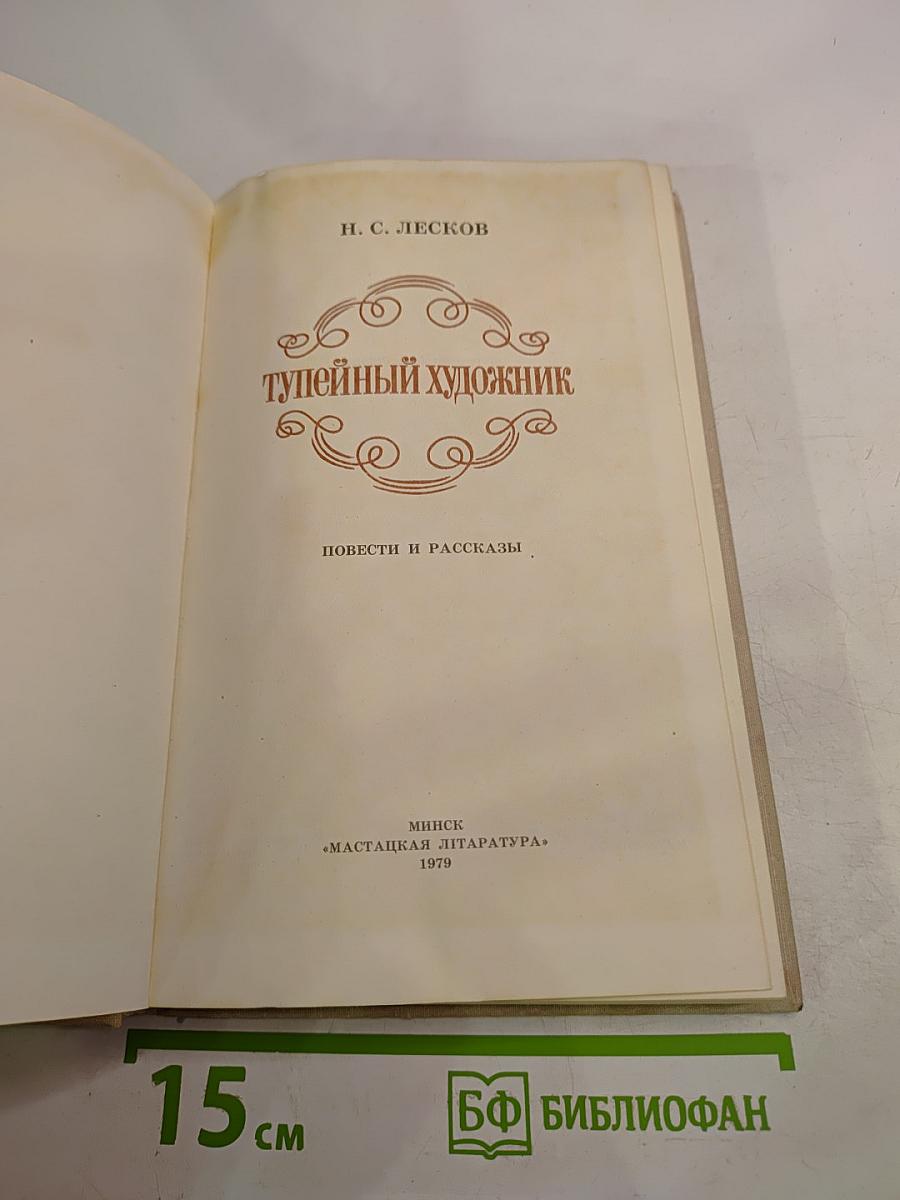 Н. С. ЛЕСКОВ
ТУПЕЙНЫЙ ХУДОЖНИК
ПОВЕСТИ И РАССКАЗЫ
МИНСК
«МАСТАЦКАЯ ЛІТАРАТУРА»
1979
15 см
БФ БИБЛИОФАН